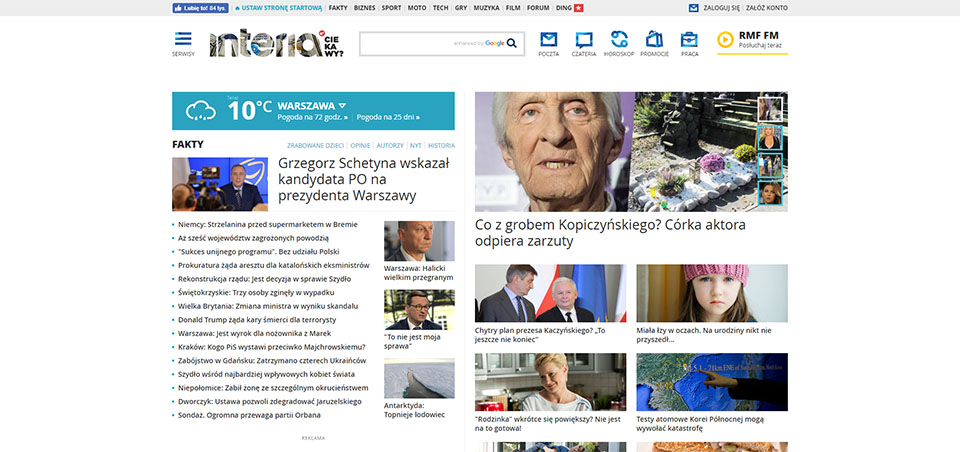 Lubię to! 84 tys.
USTAW STRONĘ STARTOWĄ | FAKTY | BIZNES | SPORT | MOTO | TECH | GRY | MUZYKA | FILM | FORUM | DING
ZALOGUJ SIĘ | ZAŁÓŻ KONTO
SERWISY
interia
CIE
KA
WY?
enhanced by Google
POCZTA
CZATERIA
HOROSKOP
PROMOCJE
PRACA
RMF FM
Posłuchaj teraz
Teraz
10°C
WARSZAWA
Pogoda na 72 godz. » | Pogoda na 25 dni »
FAKTY
ZRABOWANE DZIECI | OPINIE | AUTORZY | NYT | HISTORIA
Grzegorz Schetyna wskazał
kandydata PO na
prezydenta Warszawy
Niemcy: Strzelanina przed supermarketem w Bremie
Aż sześć województw zagrożonych powodzią
"Sukces unijnego programu". Bez udziału Polski
Prokuratura żąda aresztu dla katalońskich eksministrów
Rekonstrukcja rządu: Jest decyzja w sprawie Szydło
Świętokrzyskie: Trzy osoby zginęły w wypadku
Wielka Brytania: Zmiana ministra w wyniku skandalu
Donald Trump żąda kary śmierci dla terrorysty
Warszawa: Jest wyrok dla nożownika z Marek
Kraków: Kogo PiS wystawi przeciwko Majchrowskiemu?
Zabójstwo w Gdańsku: Zatrzymano czterech Ukraińców
Szydło wśród najbardziej wpływowych kobiet świata
Niepołomice: Zabił żonę ze szczególnym okrucieństwem
Dworczyk: Ustawa pozwoli zdegradować Jaruzelskiego
Sondaż. Ogromna przewaga partii Orbana
Warszawa: Halicki
wielkim przegranym
"To nie jest moja
sprawa"
Antarktyda:
Topnieje lodowiec
REKLAMA
Co z grobem Kopiczyńskiego? Córka aktora
odpiera zarzuty
Chytry plan prezesa Kaczyńskiego? „To
jeszcze nie koniec"
Miała łzy w oczach. Na urodziny nikt nie
przyszedł...
"Rodzinka" wkrótce się powiększy? Nie jest
na to gotowa!
Testy atomowe Korei Północnej mogą
wywołać katastrofę